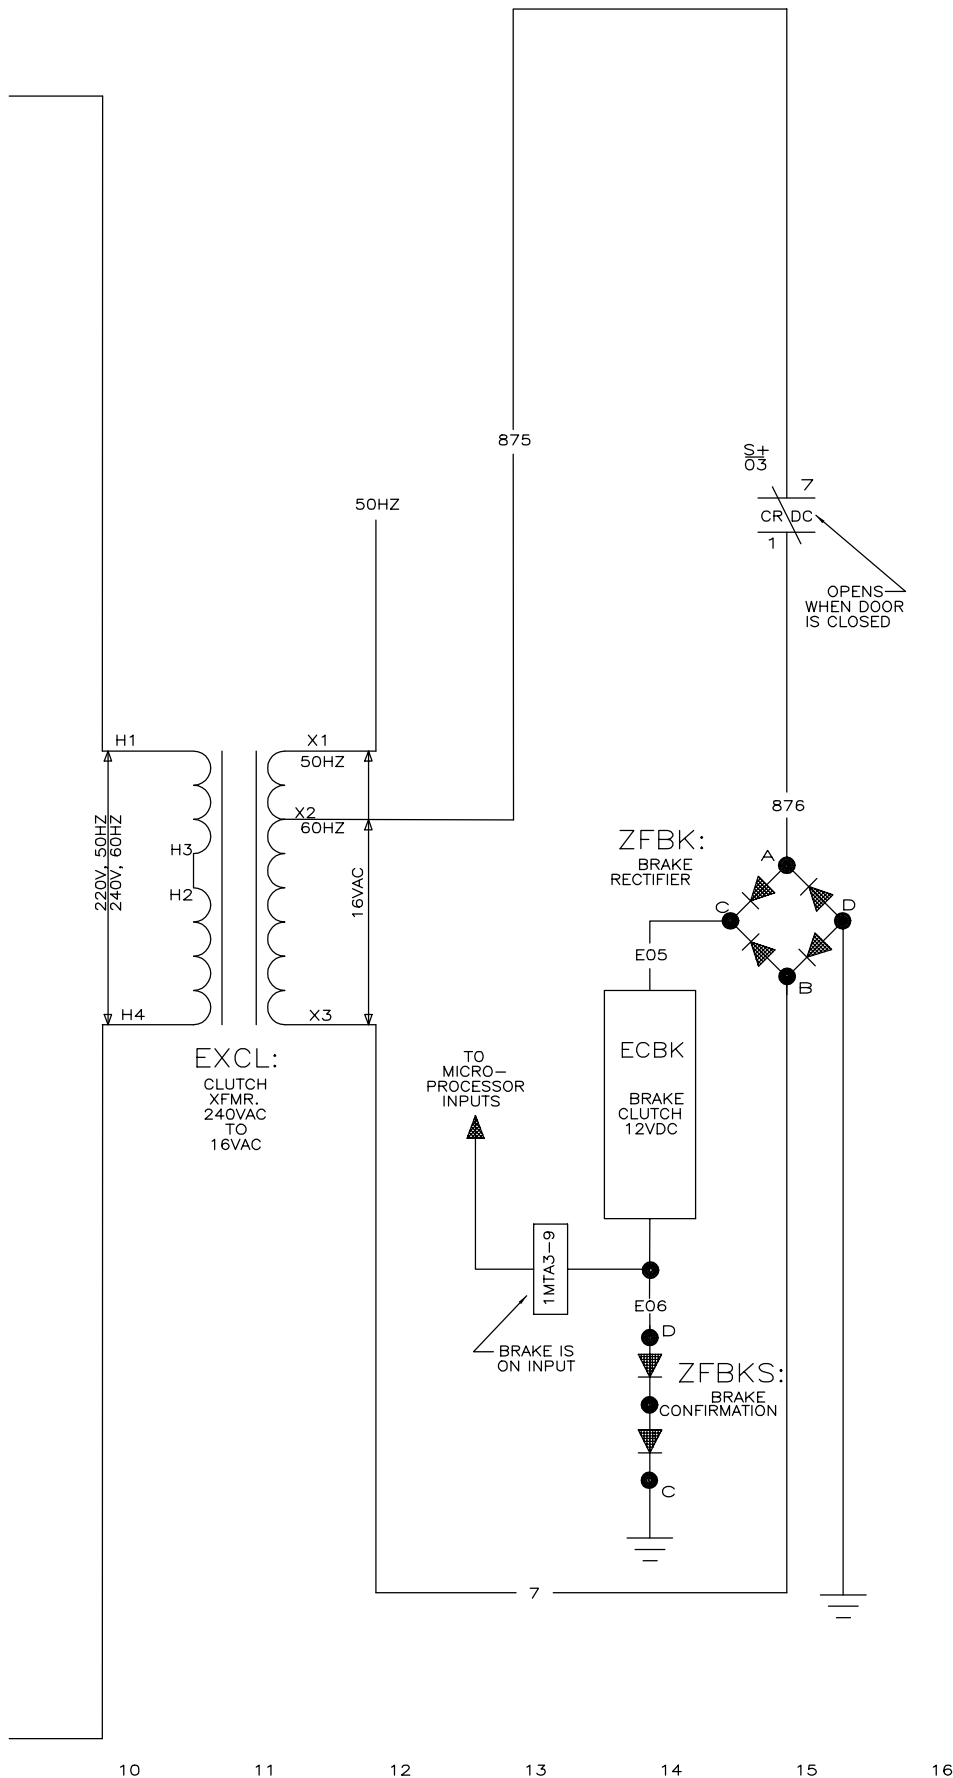 875
S+
03
7
50HZ
CR DC
1
OPENS
WHEN DOOR
IS CLOSED
H1
X1
50HZ
X2
60HZ
876
220V, 50HZ
240V, 60HZ
H3
H2
16VAC
ZFBK:
BRAKE
RECTIFIER
A
C
D
B
E05
H4
X3
EXCL:
CLUTCH
XFMR.
240VAC
TO
16VAC
TO
MICRO-
PROCESSOR
INPUTS
ECBK
BRAKE
CLUTCH
12VDC
1MTA3-9
E06
BRAKE IS
ON INPUT
D
ZFBKS:
BRAKE
CONFIRMATION
C
7
10 11 12 13 14 15 16